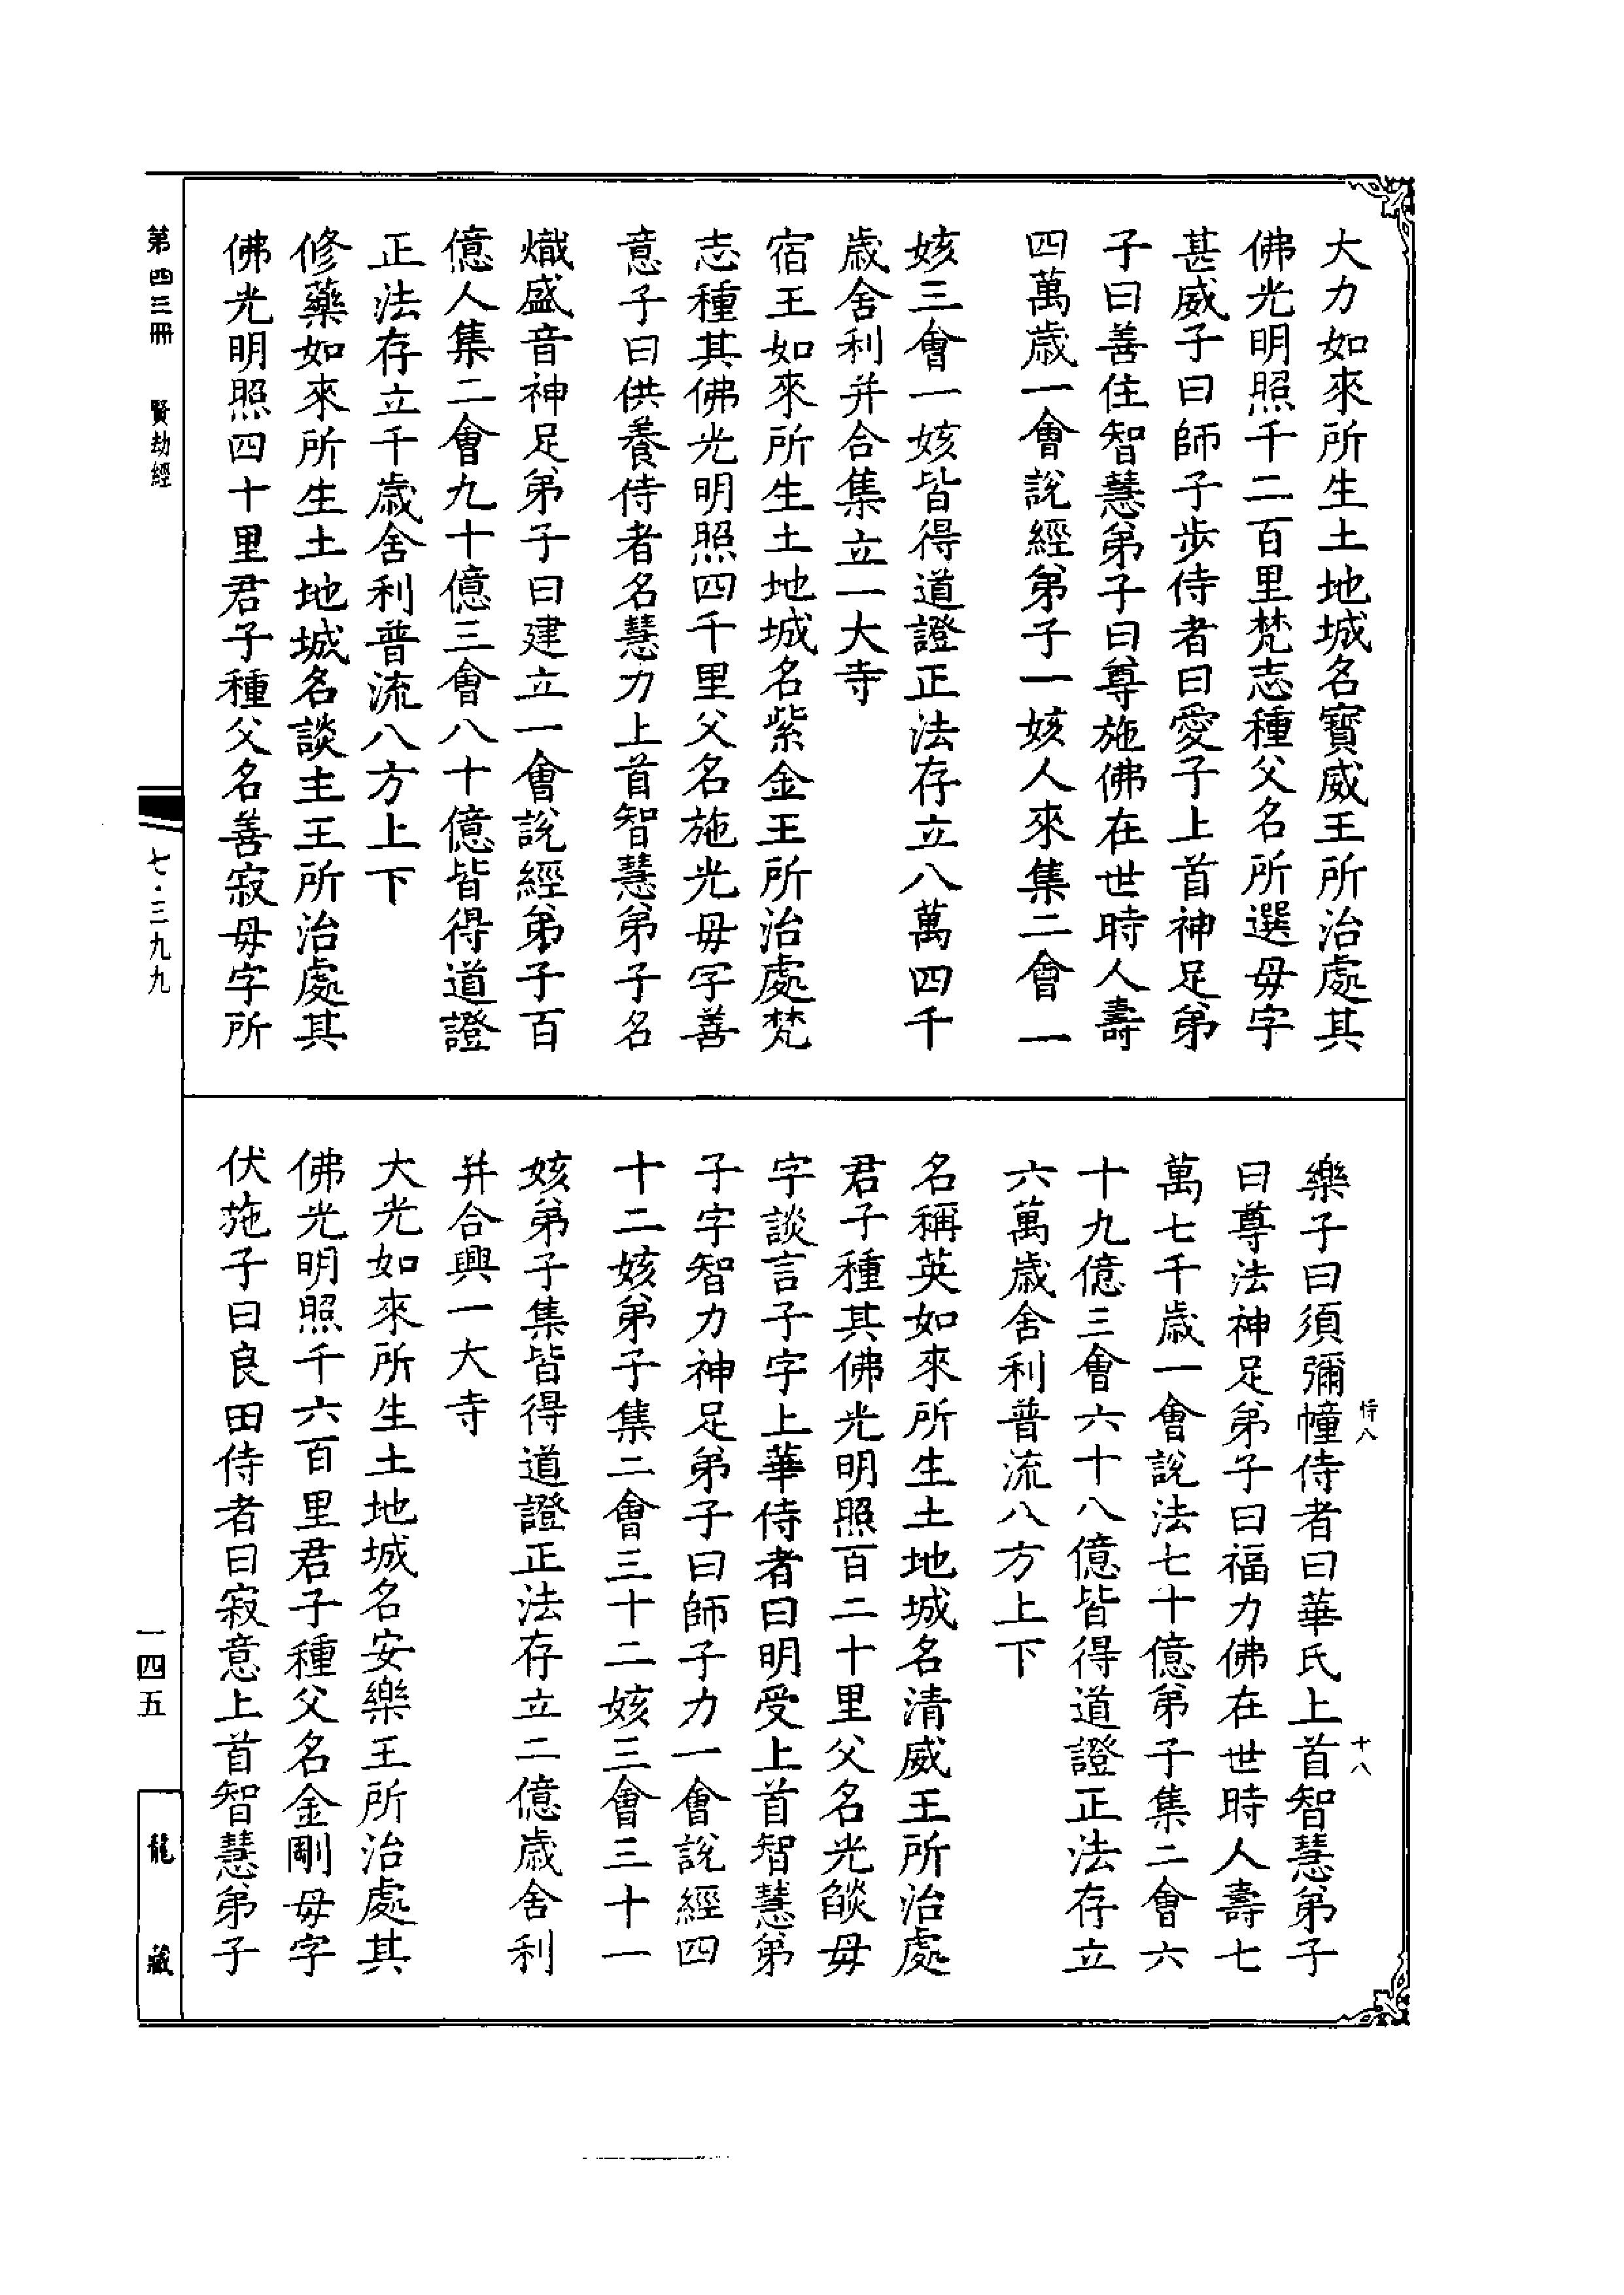 大力如來所生土地城名寶威王所治處其
佛光明照千二百里梵志種父名所選母字
甚威子曰師子步侍者曰愛子上首神足弟
子曰善住智慧弟子曰尊施佛在世時人壽
四萬歲一會說經弟子一姟人來集二會一
姟三會一姟皆得道證正法存立八萬四千
歲舍利并合集立一大寺
宿王如來所生土地城名紫金王所治處梵
志種其佛光明照四千里父名施光母字善
意子曰供養侍者名慧力上首智慧弟子名
熾盛音神足弟子曰建立一會說經弟子百
億人集二會九十億三會八十億皆得道證
正法存立千歲舍利普流八方上下
修藥如來所生土地城名談主王所治處其
佛光明照四十里君子種父名善寂母字所
樂子曰須彌幢侍者曰華氏上首智慧弟子
曰尊法神足弟子曰福力佛在世時人壽七
萬七千歲一會說法七十億弟子集二會六
十九億三會六十八億皆得道證正法存立
六萬歲舍利普流八方上下
名稱英如來所生土地城名清威王所治處
君子種其佛光明照百二十里父名光燄母
字談言子字上華侍者曰明受上首智慧弟
子字智力神足弟子曰師子力一會說經四
十二姟弟子集二會三十二姟三會三十一
姟弟子集皆得道證正法存立二億歲舍利
并合興一大寺
大光如來所生土地城名安樂王所治處其
佛光明照千六百里君子種父名金剛母字
伏施子曰良田侍者曰寂意上首智慧弟子
十八
第四三冊 賢劫經
七·三九九
一四五
龍藏